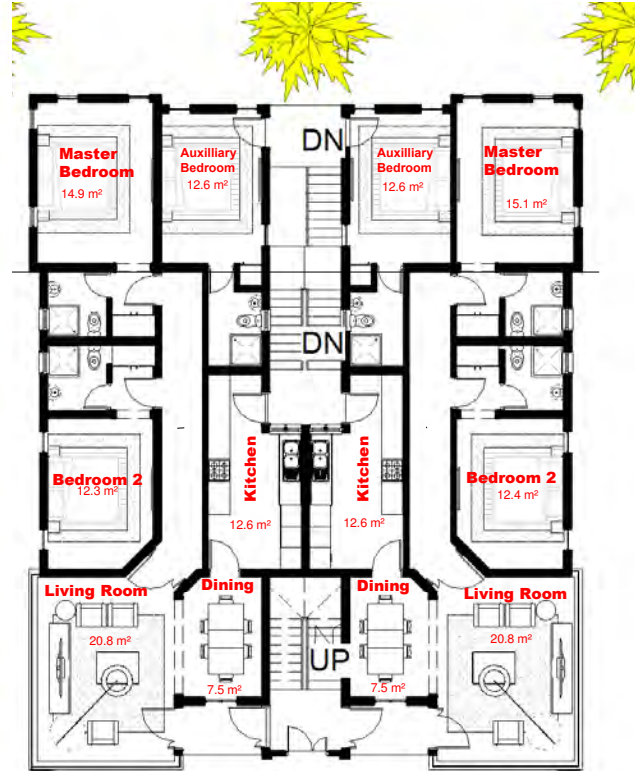 DN
Master
Bedroom
14.9 m²
Auxilliary
Bedroom
12.6 m²
Auxilliary
Bedroom
12.6 m²
Master
Bedroom
15.1 m²
DN
Kitchen
12.6 m²
Kitchen
12.6 m²
Bedroom 2
12.3 m²
Bedroom 2
12.4 m²
Living Room
20.8 m²
Dining
7.5 m²
UP
Dining
7.5 m²
Living Room
20.8 m²